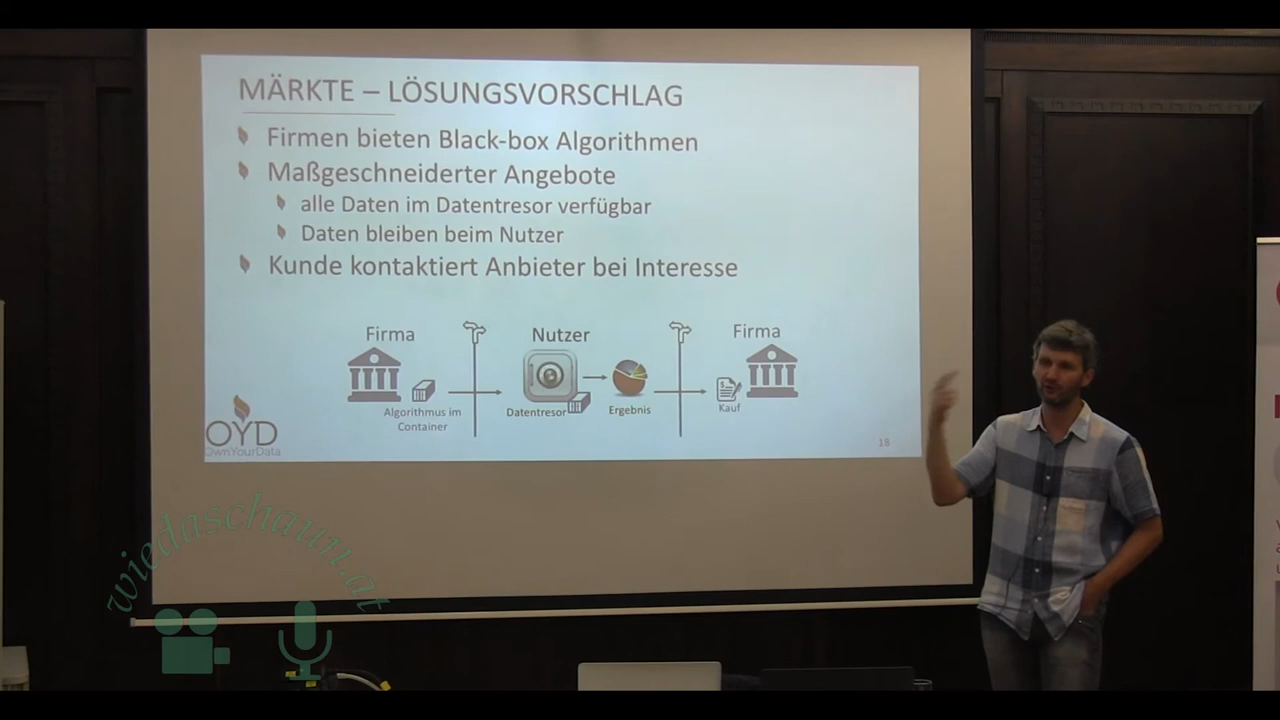 MÄRKTE – LÖSUNGSVORSCHLAG
Firmen bieten Black-box Algorithmen
Maßgeschneiderter Angebote
alle Daten im Datentresor verfügbar
Daten bleiben beim Nutzer
Kunde kontaktiert Anbieter bei Interesse
Firma
Nutzer
Firma
Algorithmus im
Container
Datentresor
Ergebnis
Kauf
OYD
OwnYourData
18
wiedaschaun.at